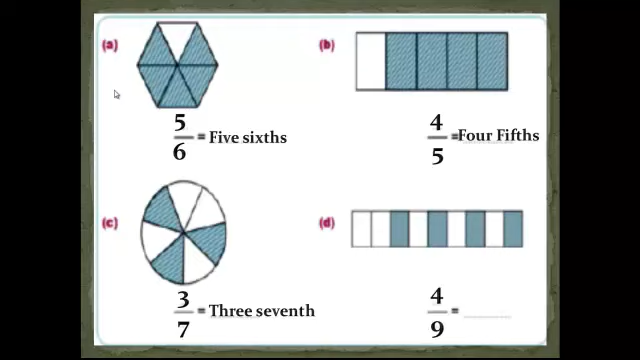 (a)
(b)
5/6 = Five sixths
4/5 =Four Fifths
(c)
(d)
3/7 = Three seventh
4/9 =